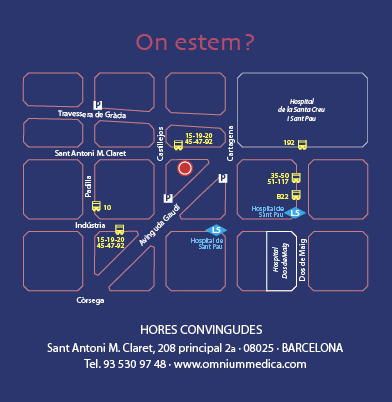 On estem?
Hospital
de la Santa Creu
i Sant Pau
P
Travessera de Gràcia
Castillejos
15-19-20
45-47-92
Cartagena
192
Sant Antoni M. Claret
Padilla
P
P
35-50
51-117
B22
10
Hospital de
Sant Pau
L5
Avinguda Gaudí
Indústria
15-19-20
45-47-92
L5
Hospital de
Sant Pau
Hospital
Dos de Maig
Dos de Maig
Còrsega
HORES CONVINGUDES
Sant Antoni M. Claret, 208 principal 2a · 08025 · BARCELONA
Tel. 93 530 97 48 · www.omniummedica.com